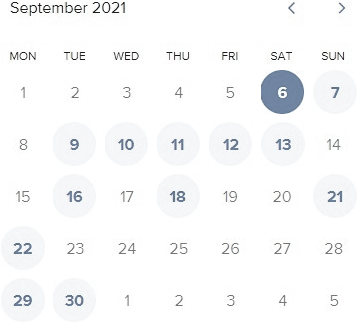 September 2021
MON TUE WED THU FRI SAT SUN
1 2 3 4 5 6 7
8 9 10 11 12 13 14
15 16 17 18 19 20 21
22 23 24 25 26 27 28
29 30 1 2 3 4 5